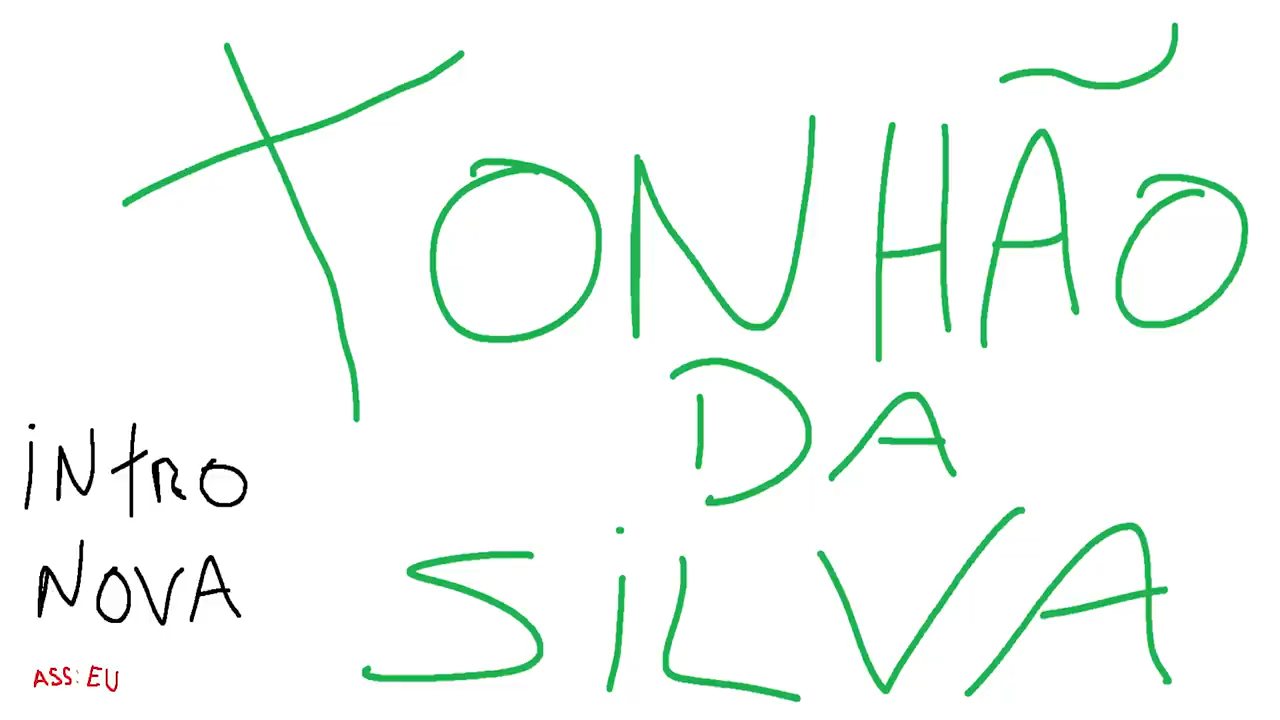 TONHÃO
DA
SiLVA
iNtRO
NOVA
ASS: EU